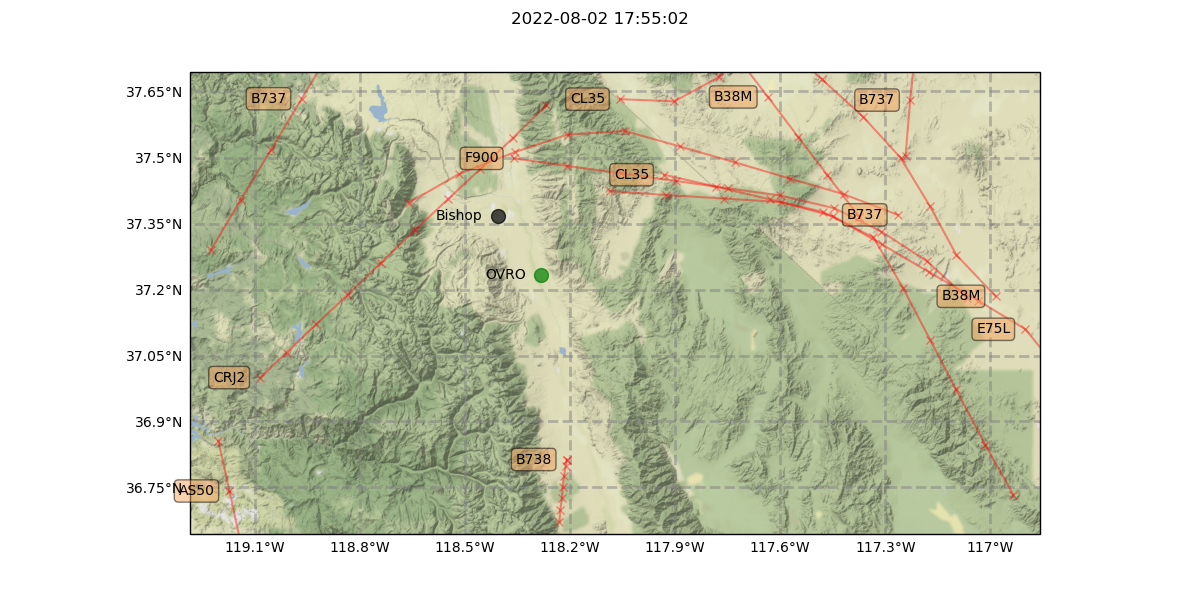 2022-08-02 17:55:02
37.65°N
B737
CL35
B38M
B737
37.5°N
F900
CL35
37.35°N
Bishop
B737
OVRO
37.2°N
B38M
E75L
37.05°N
CRJ2
36.9°N
B738
36.75°N
AS50
119.1°W
118.8°W
118.5°W
118.2°W
117.9°W
117.6°W
117.3°W
117°W